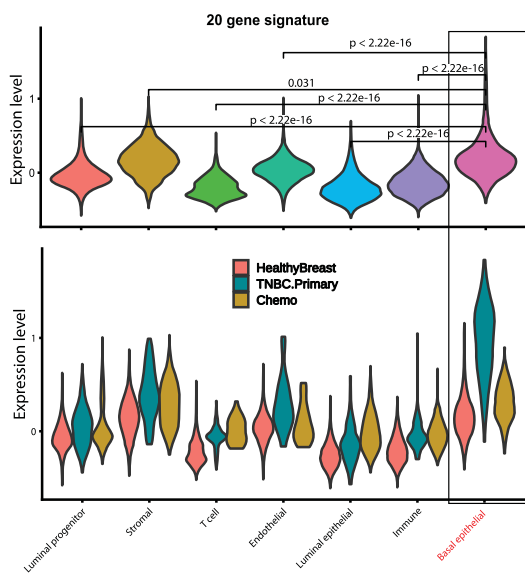 20 gene signature
p < 2.22e-16
p < 2.22e-16
0.031
p < 2.22e-16
p < 2.22e-16
p < 2.22e-16
Expression level
1
0
HealthyBreast
TNBC.Primary
Chemo
Expression level
1
0
Luminal progenitor
Stromal
T cell
Endothelial
Luminal epithelial
Immune
Basal epithelial